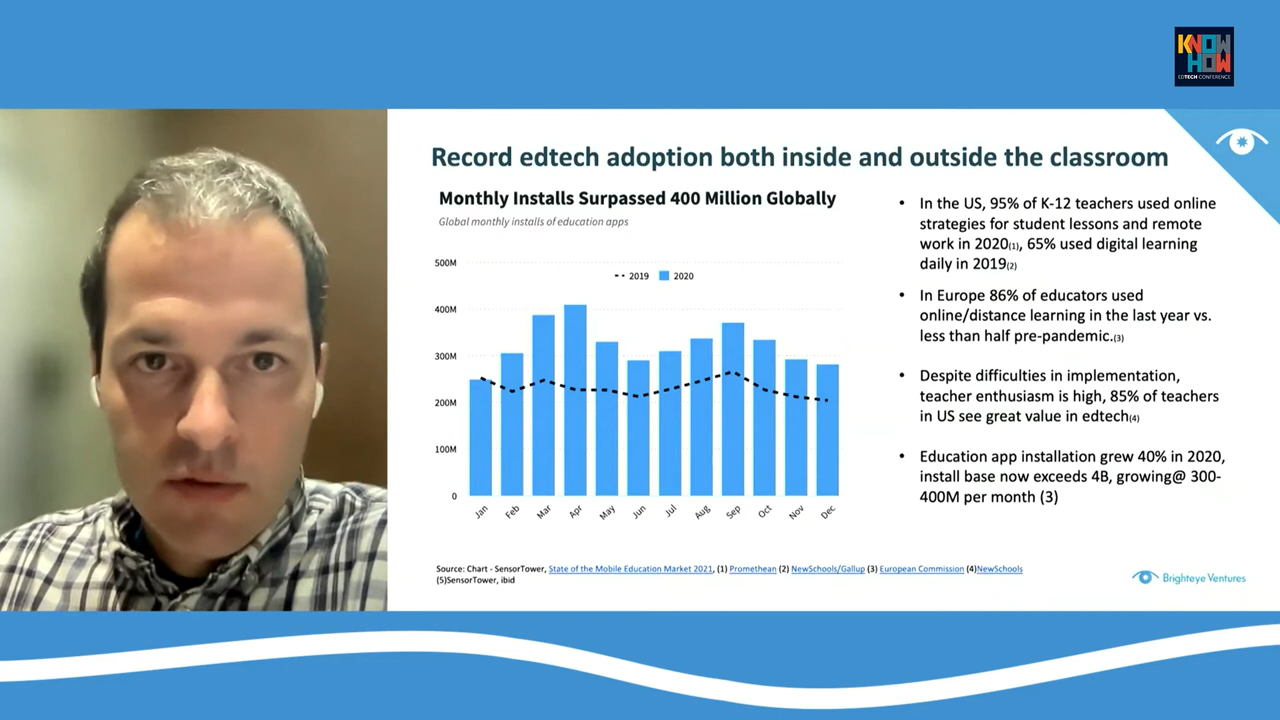 KNOW
HOW
EDTECH CONFERENCE
Record edtech adoption both inside and outside the classroom
Monthly Installs Surpassed 400 Million Globally
Global monthly installs of education apps
500M
400M
300M
200M
100M
0
2019
2020
Jan
Feb
Mar
Apr
May
Jun
Jul
Aug
Sep
Oct
Nov
Dec
• In the US, 95% of K-12 teachers used online
strategies for student lessons and remote
work in 2020(1), 65% used digital learning
daily in 2019(2)
• In Europe 86% of educators used
online/distance learning in the last year vs.
less than half pre-pandemic.(3)
• Despite difficulties in implementation,
teacher enthusiasm is high, 85% of teachers
in US see great value in edtech(4)
• Education app installation grew 40% in 2020,
install base now exceeds 4B, growing@ 300-
400M per month (3)
Source: Chart - SensorTower, State of the Mobile Education Market 2021, (1) Promethean (2) NewSchools/Gallup (3) European Commission (4)NewSchools
(5)SensorTower, ibid
Brighteye Ventures